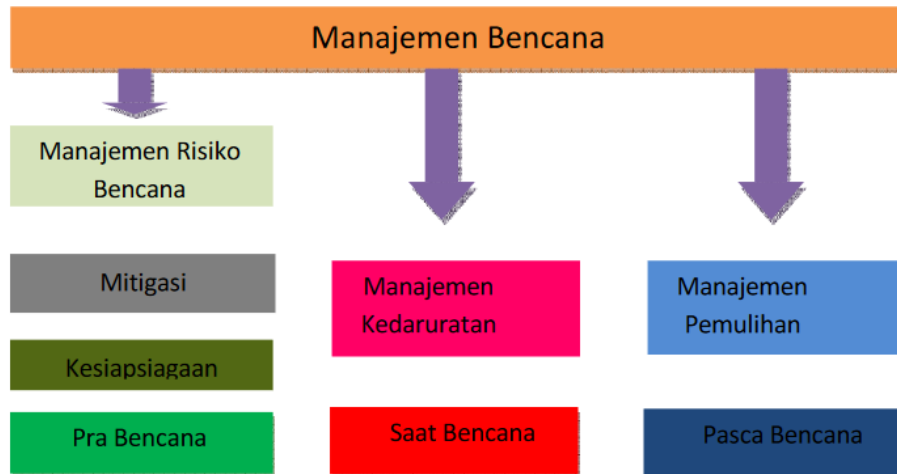 Manajemen Bencana
Manajemen Risiko
Bencana
Mitigasi
Kesiapsiagaan
Pra Bencana
Manajemen
Kedaruratan
Saat Bencana
Manajemen
Pemulihan
Pasca Bencana